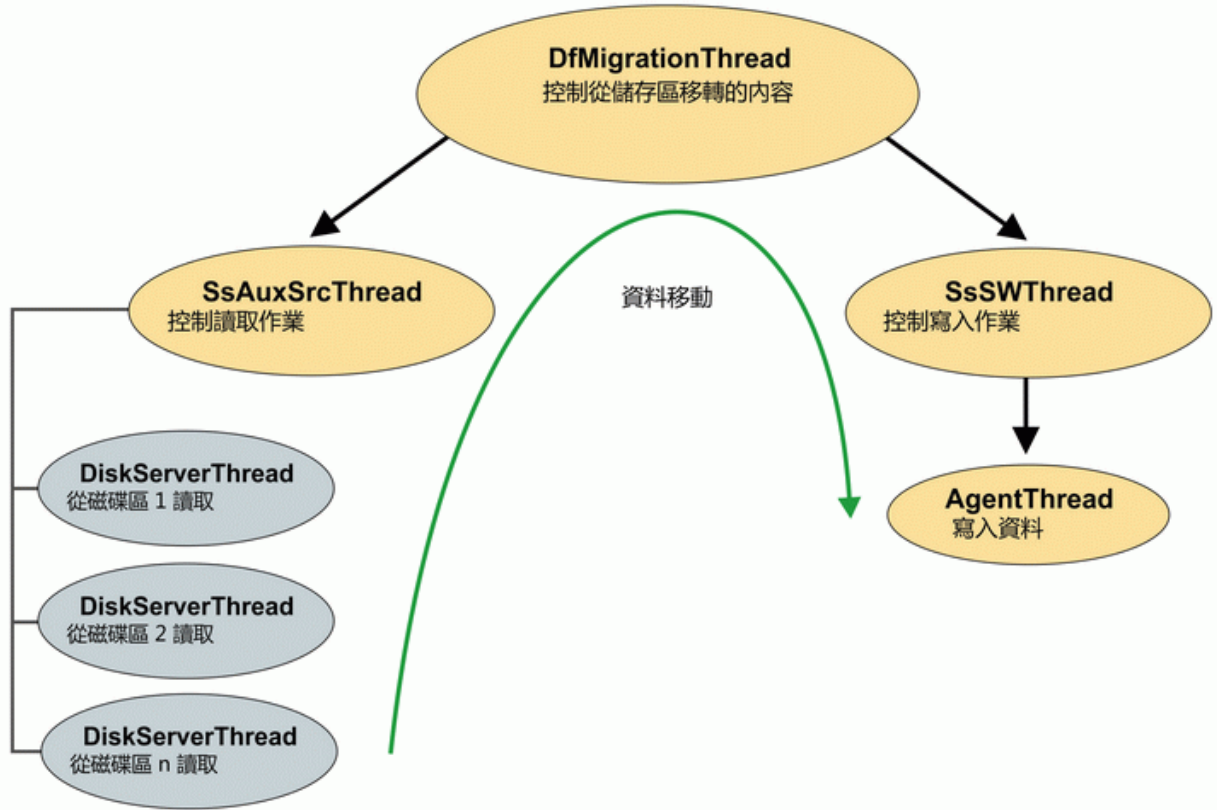 DfMigrationThread
控制從儲存區移轉的內容
SsAuxSrcThread
控制讀取作業
資料移動
SsSWThread
控制寫入作業
DiskServerThread
從磁碟區 1 讀取
AgentThread
寫入資料
DiskServerThread
從磁碟區 2 讀取
DiskServerThread
從磁碟區 n 讀取